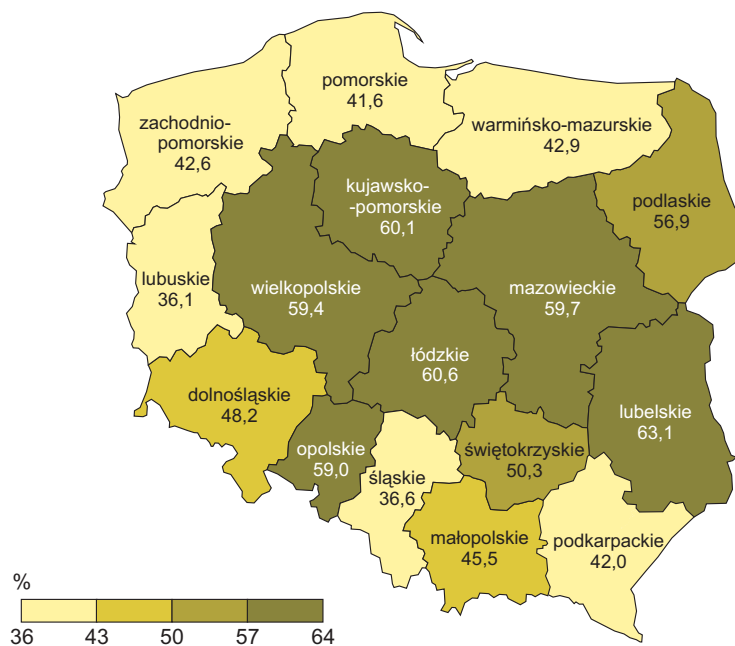 pomorskie
41,6
zachodnio-
pomorskie
42,6
warmińsko-mazurskie
42,9
kujawsko-
-pomorskie
60,1
podlaskie
56,9
lubuskie
36,1
wielkopolskie
59,4
mazowieckie
59,7
łódzkie
60,6
dolnośląskie
48,2
lubelskie
63,1
opolskie
59,0
śląskie
36,6
świętokrzyskie
50,3
małopolskie
45,5
podkarpackie
42,0
%
36 43 50 57 64